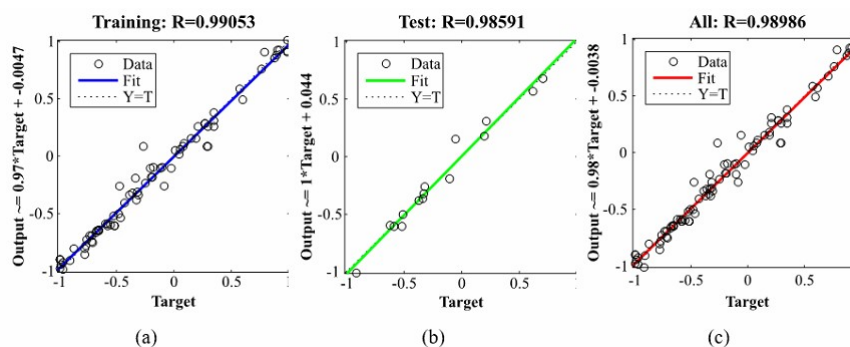 Training: R=0.99053
Output ~= 0.97*Target + -0.0047
1
0.5
0
-0.5
-1
Data
Fit
Y=T
-1 -0.5 0 0.5 1
Target
(a)
Test: R=0.98591
Output ~= 1*Target + 0.044
1
0.5
0
-0.5
-1
Data
Fit
Y=T
-1 -0.5 0 0.5 1
Target
(b)
All: R=0.98986
Output ~= 0.98*Target + -0.0038
1
0.5
0
-0.5
-1
Data
Fit
Y=T
-1 -0.5 0 0.5
Target
(c)